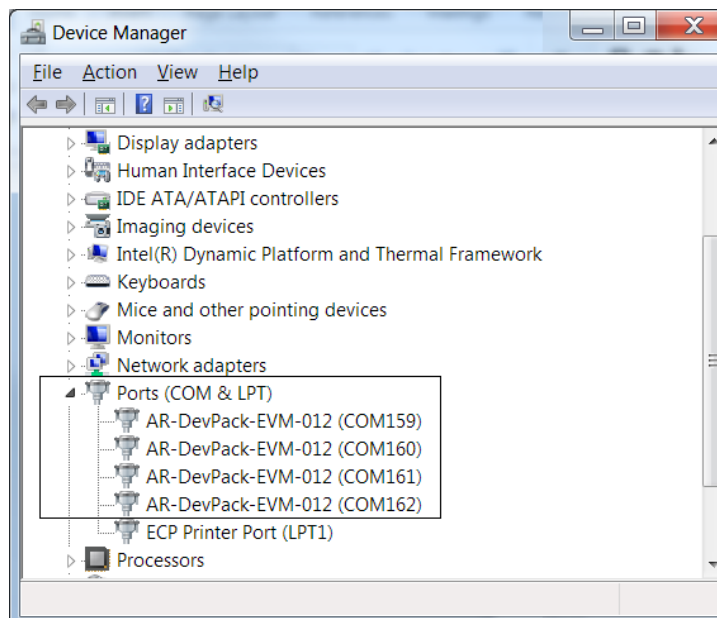 Device Manager
File Action View Help
Display adapters
Human Interface Devices
IDE ATA/ATAPI controllers
Imaging devices
Intel(R) Dynamic Platform and Thermal Framework
Keyboards
Mice and other pointing devices
Monitors
Network adapters
Ports (COM & LPT)
AR-DevPack-EVM-012 (COM159)
AR-DevPack-EVM-012 (COM160)
AR-DevPack-EVM-012 (COM161)
AR-DevPack-EVM-012 (COM162)
ECP Printer Port (LPT1)
Processors